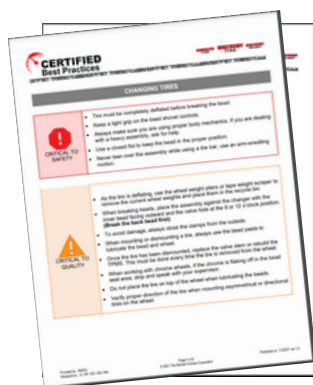 CERTIFIED
Best Practices
DISCOUNT TIRE
CHANGING TIRES
CRITICAL TO
SAFETY
Tire must be completely deflated before breaking the bead.
Keep a light grip on the bead shovel controls.
Always make sure you are using proper body mechanics. If you are dealing
with a heavy assembly, ask for help.
Use a closed fist to keep the bead in the proper position.
Never lean over the assembly while using a tire bar; use an arm-wrestling
motion.
CRITICAL TO
QUALITY
As the tire is deflating, use the weight pliers or tape weight scraper to
remove the current weights and place them in the recycle bin.
When breaking beads, place the assembly against the changer with the
inner bead facing outward and the valve hole at the 6 or 12 o'clock position.
(Break the back bead first)
To avoid damage, always close the clamps from the outside.
When mounting or dismounting a tire, always use the bead paste to
lubricate the bead and wheel.
Once the tire has been dismounted, replace the valve stem or rebuild the
TPMS. This must be done every time the tire is removed from the wheel.
When working with chrome wheels, if the chrome is flaking off in the bead
seat area, stop and speak with your supervisor.
Do not place the tire on top of the wheel when lubricating the beads.
Verify proper direction of the tire when mounting asymmetrical or directional
tires on the wheel.